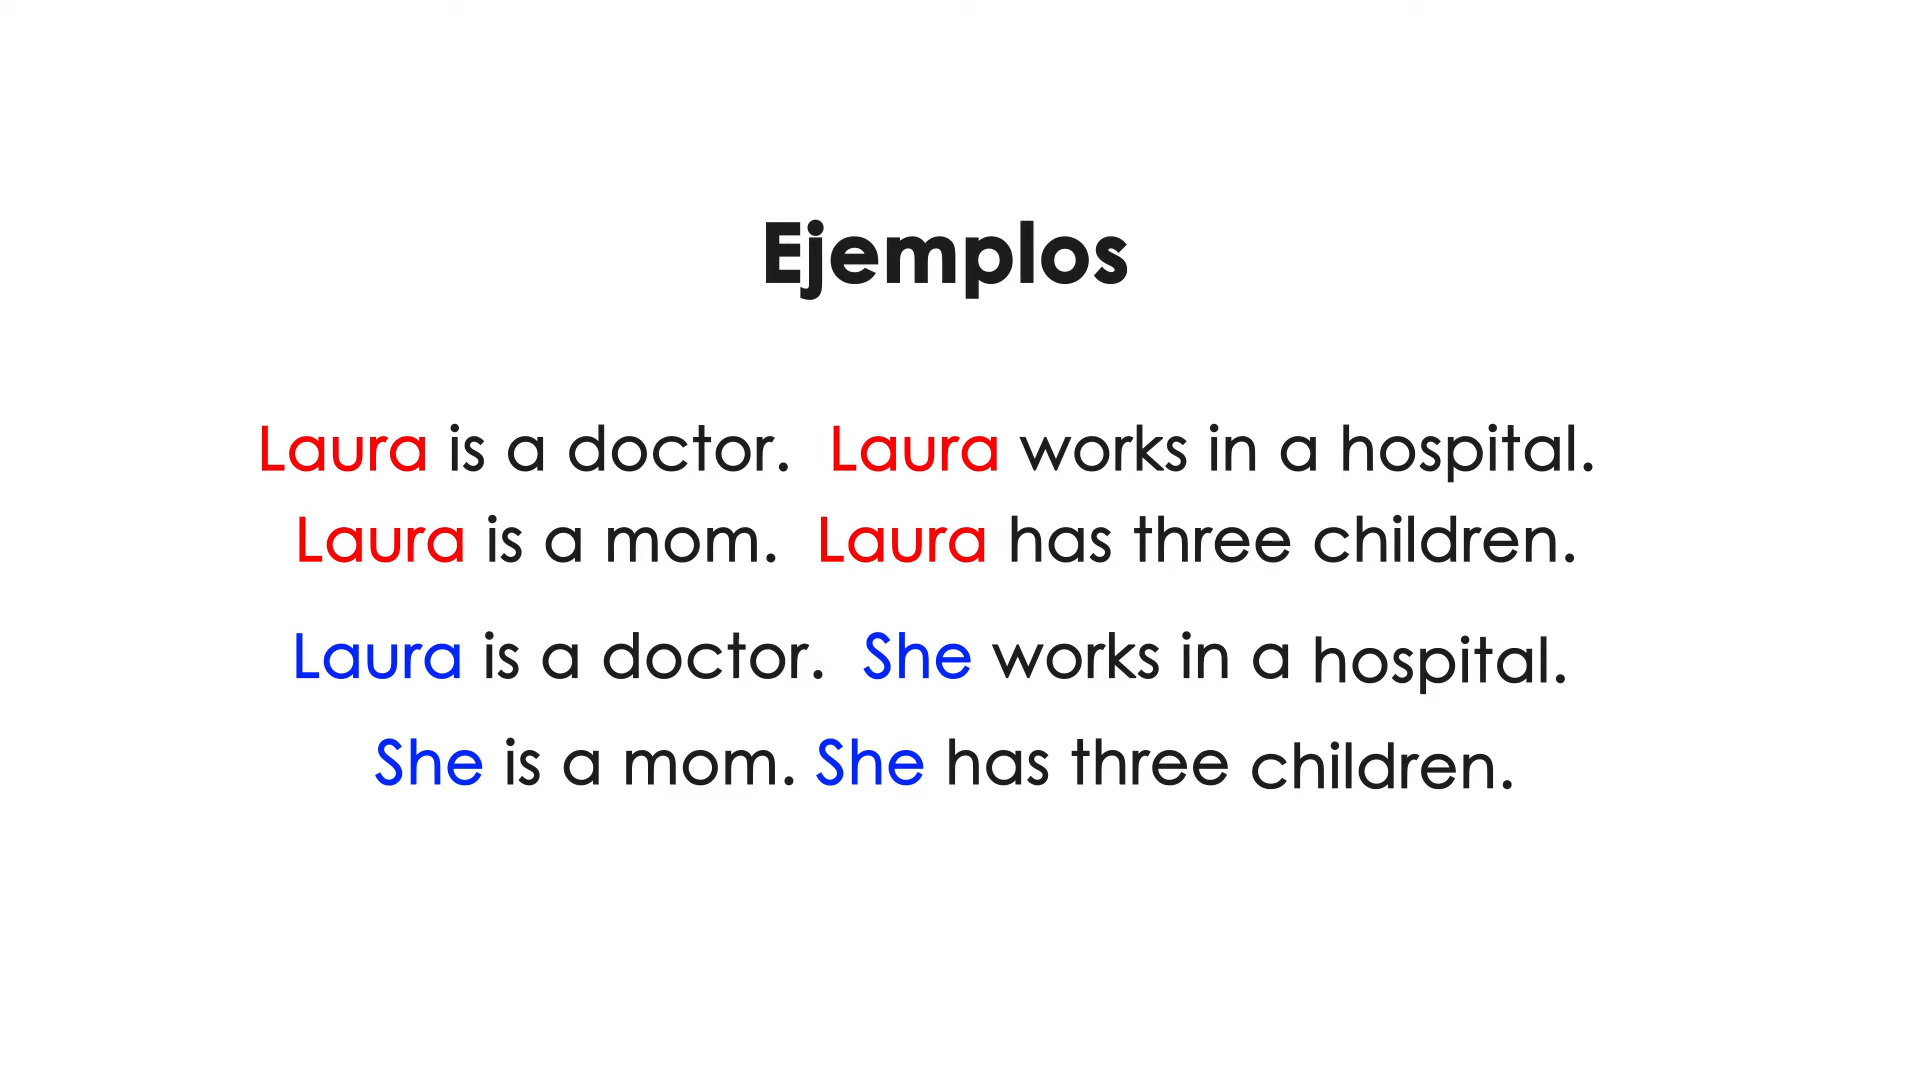 Ejemplos
Laura is a doctor. Laura works in a hospital.
Laura is a mom. Laura has three children.
Laura is a doctor. She works in a hospital.
She is a mom. She has three children.